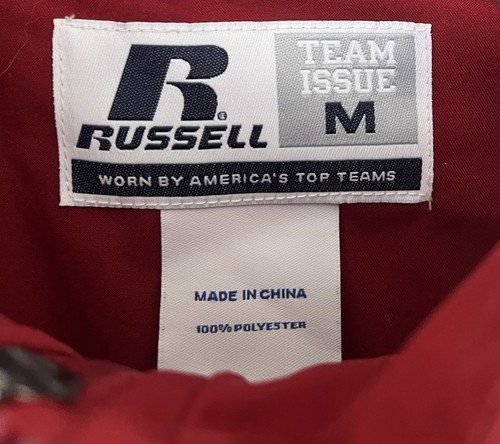 R®
RUSSELL
TEAM
ISSUE
M
WORN BY AMERICA'S TOP TEAMS
MADE IN CHINA
100% POLYESTER